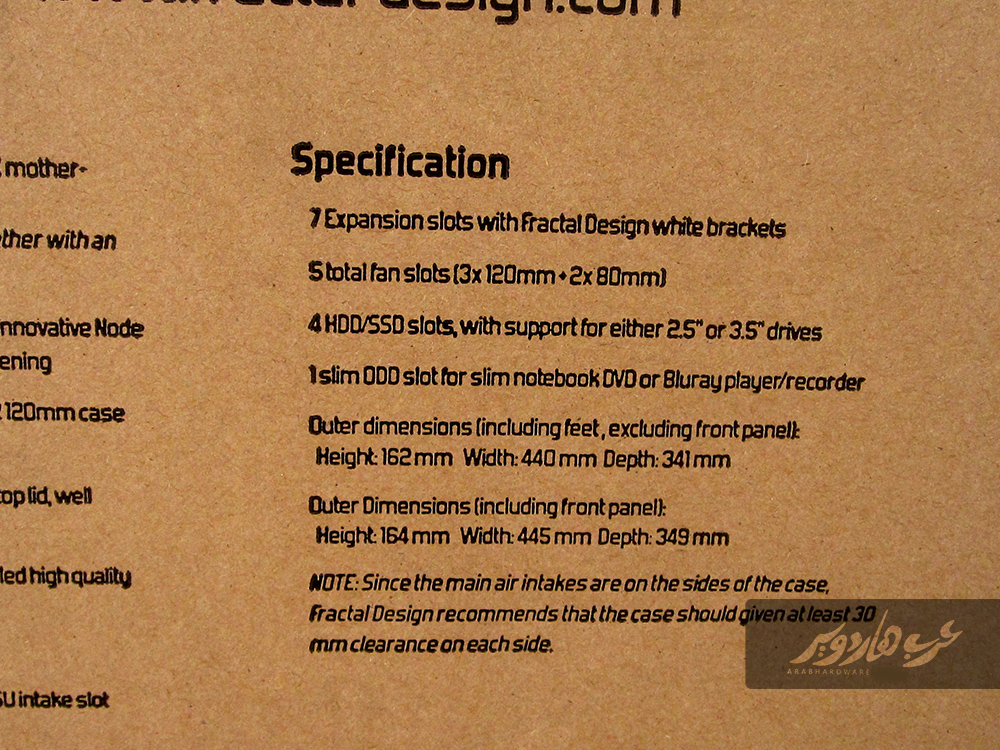 design.com
mother-
ther with an
nnovative Node
ening
120mm case
top lid, well
led high quality
SU intake slot
Specification
7 Expansion slots with Fractal Design white brackets
5 total fan slots (3x 120mm + 2x 80mm)
4 HDD/SSD slots, with support for either 2.5" or 3.5" drives
1 slim ODD slot for slim notebook DVD or Bluray player/recorder
Outer dimensions (including feet, excluding front panel):
Height: 162 mm Width: 440 mm Depth: 341 mm
Outer Dimensions (including front panel):
Height: 164 mm Width: 445 mm Depth: 349 mm
NOTE: Since the main air intakes are on the sides of the case,
Fractal Design recommends that the case should given at least 30
mm clearance on each side.
عرب هاردوير
ARABHARDWARE